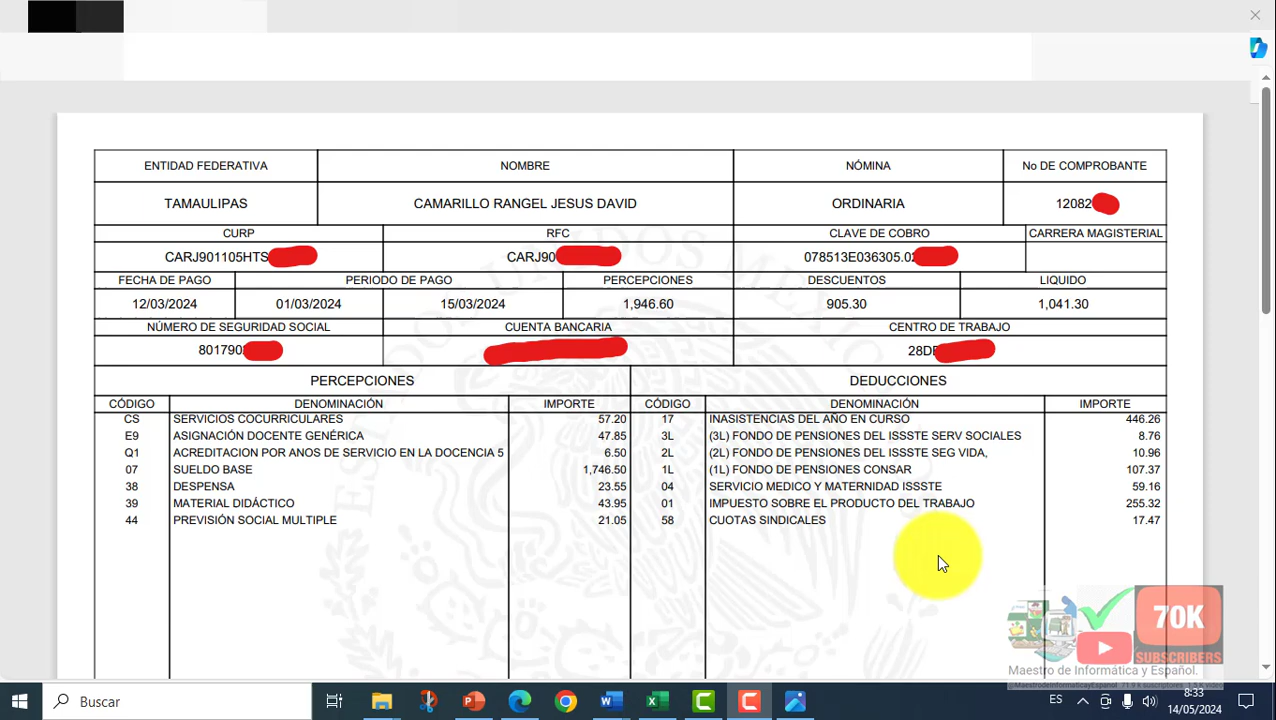 ENTIDAD FEDERATIVA NOMBRE NÓMINA No DE COMPROBANTE
TAMAULIPAS CAMARILLO RANGEL JESUS DAVID ORDINARIA 12082
CURP RFC CLAVE DE COBRO CARRERA MAGISTERIAL
CARJ901105HTS CARJ90 078513E036305.0
FECHA DE PAGO PERIODO DE PAGO PERCEPCIONES DESCUENTOS LIQUIDO
12/03/2024 01/03/2024 15/03/2024 1,946.60 905.30 1,041.30
NÚMERO DE SEGURIDAD SOCIAL CUENTA BANCARIA CENTRO DE TRABAJO
801790 28D
PERCEPCIONES DEDUCCIONES
CÓDIGO DENOMINACIÓN IMPORTE CÓDIGO DENOMINACIÓN IMPORTE
CS SERVICIOS COCURRICULARES 57.20 17 INASISTENCIAS DEL AÑO EN CURSO 446.26
E9 ASIGNACIÓN DOCENTE GENÉRICA 47.85 3L (3L) FONDO DE PENSIONES DEL ISSSTE SERV SOCIALES 8.76
Q1 ACREDITACION POR ANOS DE SERVICIO EN LA DOCENCIA 5 6.50 2L (2L) FONDO DE PENSIONES DEL ISSSTE SEG VIDA, 10.96
07 SUELDO BASE 1,746.50 1L (1L) FONDO DE PENSIONES CONSAR 107.37
38 DESPENSA 23.55 04 SERVICIO MEDICO Y MATERNIDAD ISSSTE 59.16
39 MATERIAL DIDÁCTICO 43.95 01 IMPUESTO SOBRE EL PRODUCTO DEL TRABAJO 255.32
44 PREVISIÓN SOCIAL MULTIPLE 21.05 58 CUOTAS SINDICALES 17.47
ESTADOS UNIDOS MEXICANOS
70K
SUBSCRIBERS
Maestro de Informática y Español.
Buscar
ES 8:33
14/05/2024